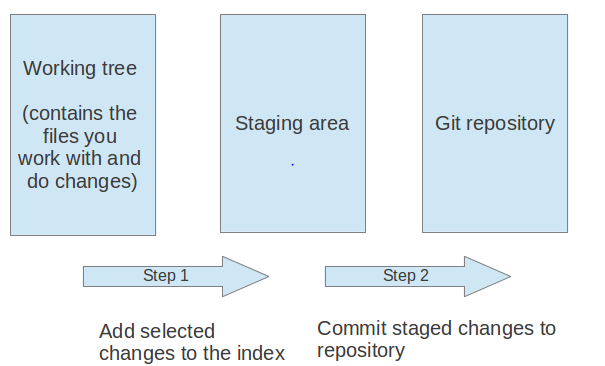 Working tree
(contains the
files you
work with and
do changes)
Staging area
Git repository
Step 1
Step 2
Add selected
changes to the index
Commit staged changes to
repository